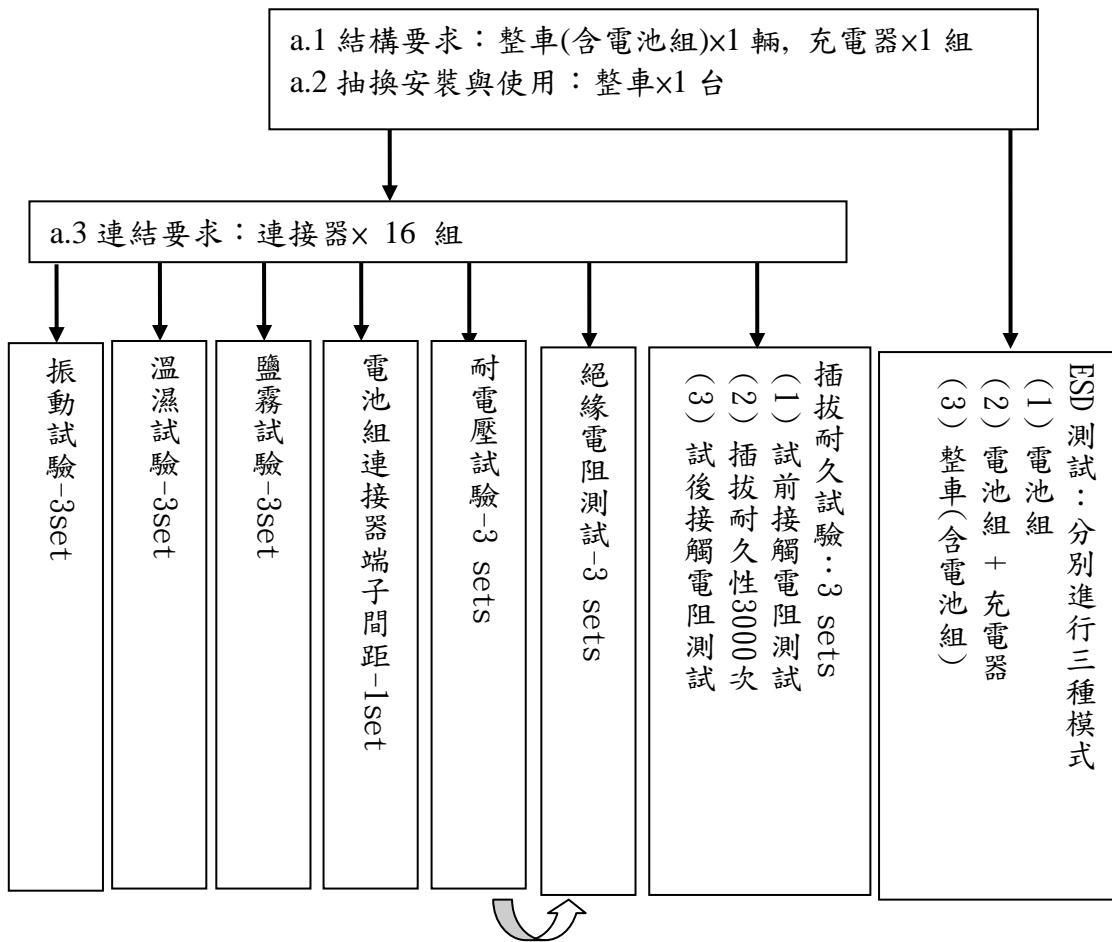 a.1 結構要求：整車(含電池組)×1 輛, 充電器×1 組
a.2 抽換安裝與使用：整車×1 台
a.3 連結要求：連接器× 16 組
振動試驗-3set
溫濕試驗-3set
鹽霧試驗-3set
電池組連接器端子間距-1set
耐電壓試驗-3 sets
絕緣電阻測試-3 sets
插拔耐久試驗：3 sets
(1) 試前接觸電阻測試
(2) 插拔耐久性3000次
(3) 試後接觸電阻測試
ESD 測試：分別進行三種模式
(1) 電池組
(2) 電池組 + 充電器
(3) 整車(含電池組)